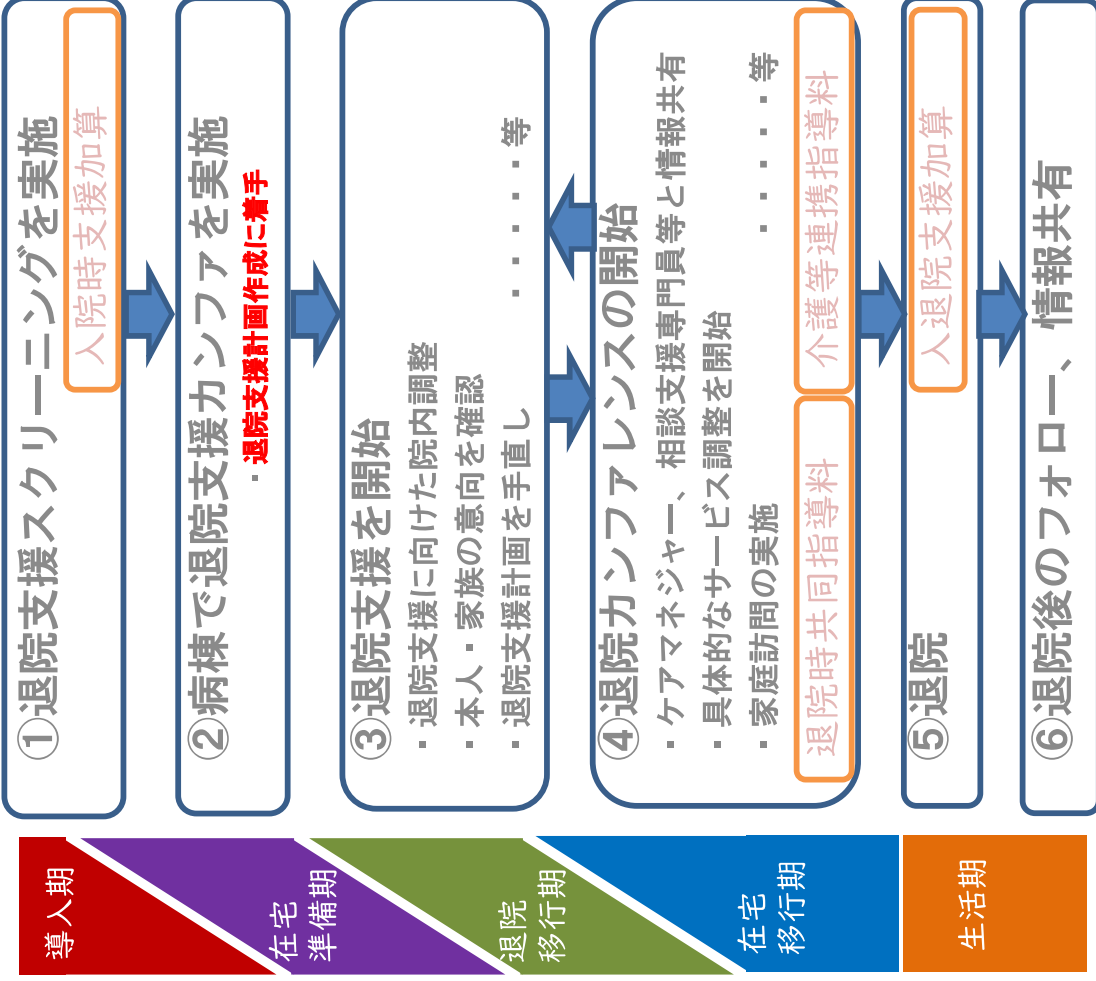 ①退院支援スクリーニングを実施
入院時支援加算
②病棟で退院支援カンファを実施
・退院支援計画作成に着手
③退院支援を開始
・退院支援に向けた院内調整
・本人・家族の意向を確認
・退院支援計画を手直し　・・・・・・等
④退院カンファレンスの開始
・ケアマネジャー、相談支援専門員等と情報共有
・具体的なサービス調整を開始
・家庭訪問の実施　・・・・・・等
退院時共同指導料
介護等連携指導料
⑤退院
入退院支援加算
⑥退院後のフォロー、情報共有
導入期
在宅
準備期
退院
移行期
在宅
移行期
生活期